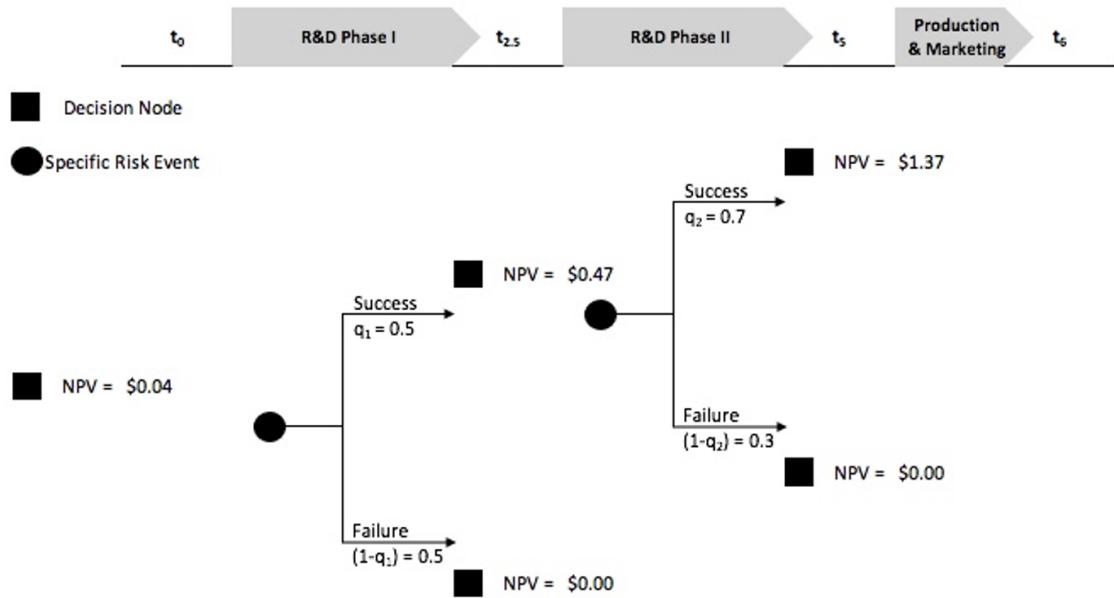 t₀ R&D Phase I t₂.₅ R&D Phase II t₅ Production & Marketing t₆
Decision Node
Specific Risk Event
NPV = $1.37
Success
q₂ = 0.7
NPV = $0.47
Success
q₁ = 0.5
NPV = $0.04
Failure
(1-q₂) = 0.3
NPV = $0.00
Failure
(1-q₁) = 0.5
NPV = $0.00